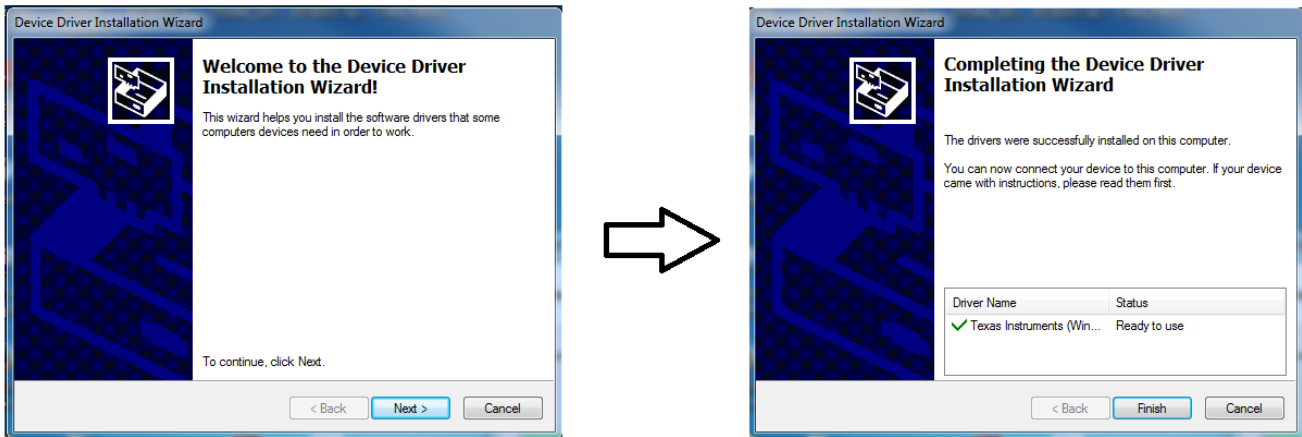 Device Driver Installation Wizard
Welcome to the Device Driver
Installation Wizard!
This wizard helps you install the software drivers that some
computers devices need in order to work.
To continue, click Next.
< Back
Next >
Cancel
Device Driver Installation Wizard
Completing the Device Driver
Installation Wizard
The drivers were successfully installed on this computer.
You can now connect your device to this computer. If your device
came with instructions, please read them first.
Driver Name Status
Texas Instruments (Win... Ready to use
< Back
Finish
Cancel